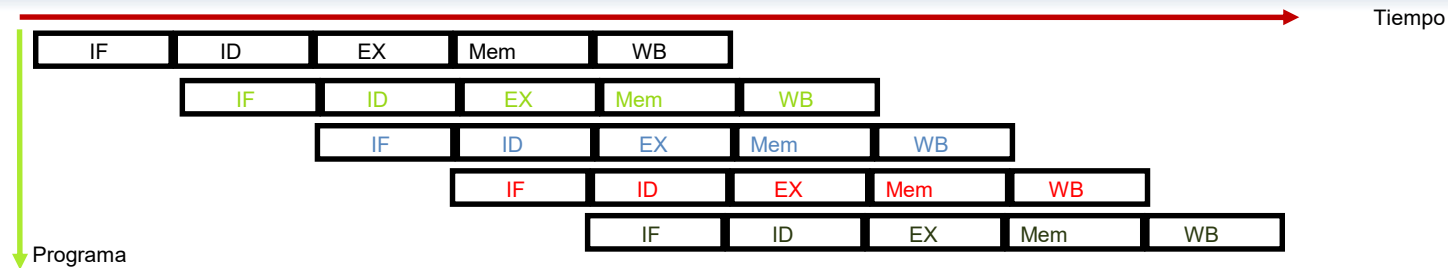 Tiempo
IF ID EX Mem WB
IF ID EX Mem WB
IF ID EX Mem WB
IF ID EX Mem WB
IF ID EX Mem WB
Programa